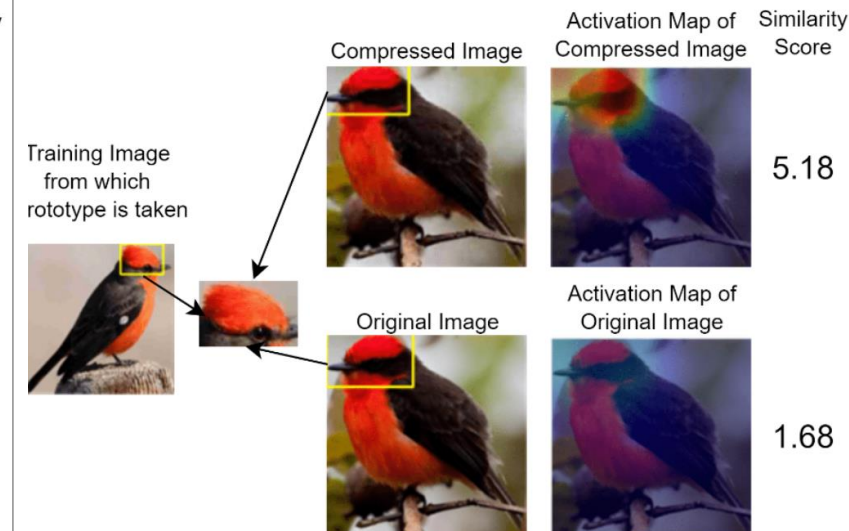 Compressed Image
Activation Map of
Compressed Image
Similarity
Score
5.18
Training Image
from which
rototype is taken
Original Image
Activation Map of
Original Image
1.68